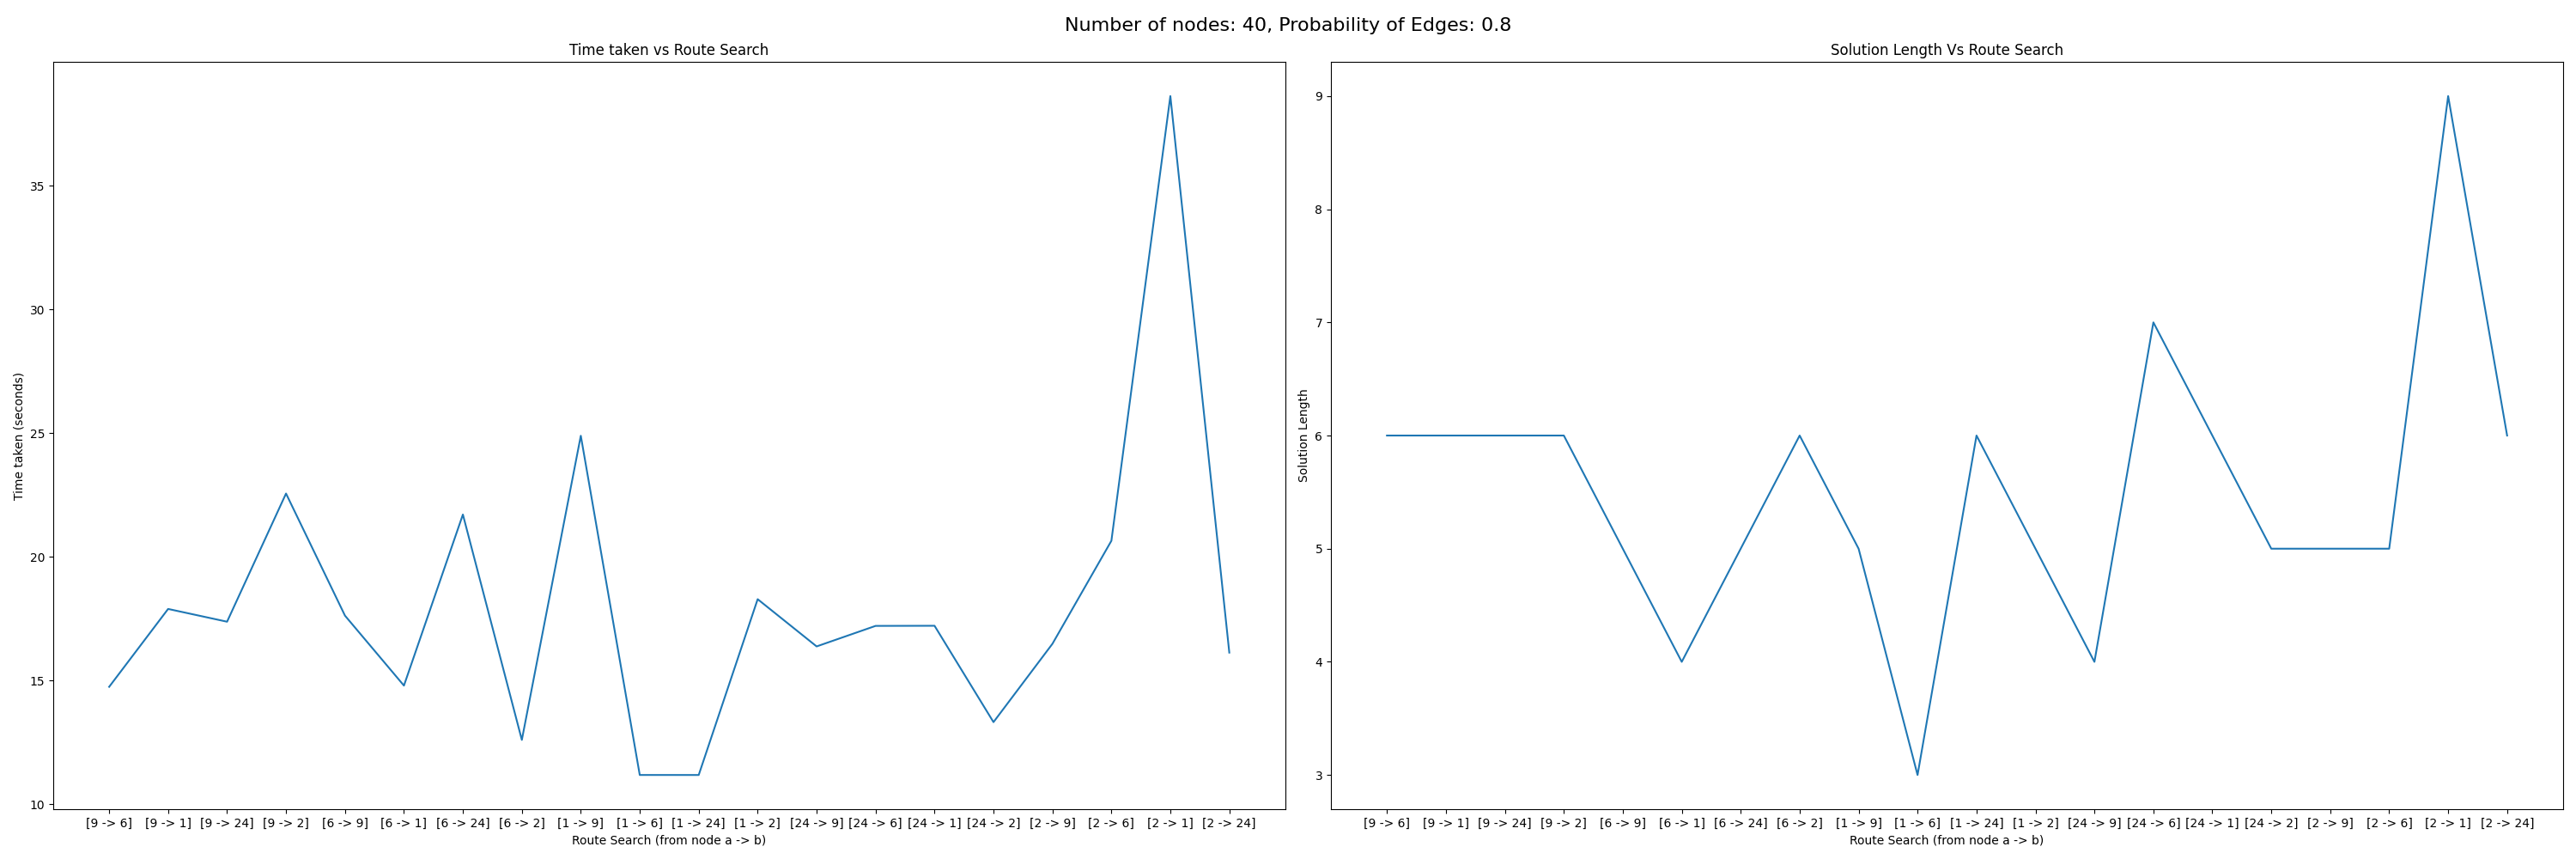 Number of nodes: 40, Probability of Edges: 0.8
Time taken vs Route Search
Time taken (seconds)
35
30
25
20
15
10
[9 -> 6] [9 -> 1] [9 -> 24] [9 -> 2] [6 -> 9] [6 -> 1] [6 -> 24] [6 -> 2] [1 -> 9] [1 -> 6] [1 -> 24] [1 -> 2] [24 -> 9] [24 -> 6] [24 -> 1] [24 -> 2] [2 -> 9] [2 -> 6] [2 -> 1] [2 -> 24]
Route Search (from node a -> b)
Solution Length Vs Route Search
Solution Length
9
8
7
6
5
4
3
[9 -> 6] [9 -> 1] [9 -> 24] [9 -> 2] [6 -> 9] [6 -> 1] [6 -> 24] [6 -> 2] [1 -> 9] [1 -> 6] [1 -> 24] [1 -> 2] [24 -> 9] [24 -> 6] [24 -> 1] [24 -> 2] [2 -> 9] [2 -> 6] [2 -> 1] [2 -> 24]
Route Search (from node a -> b)